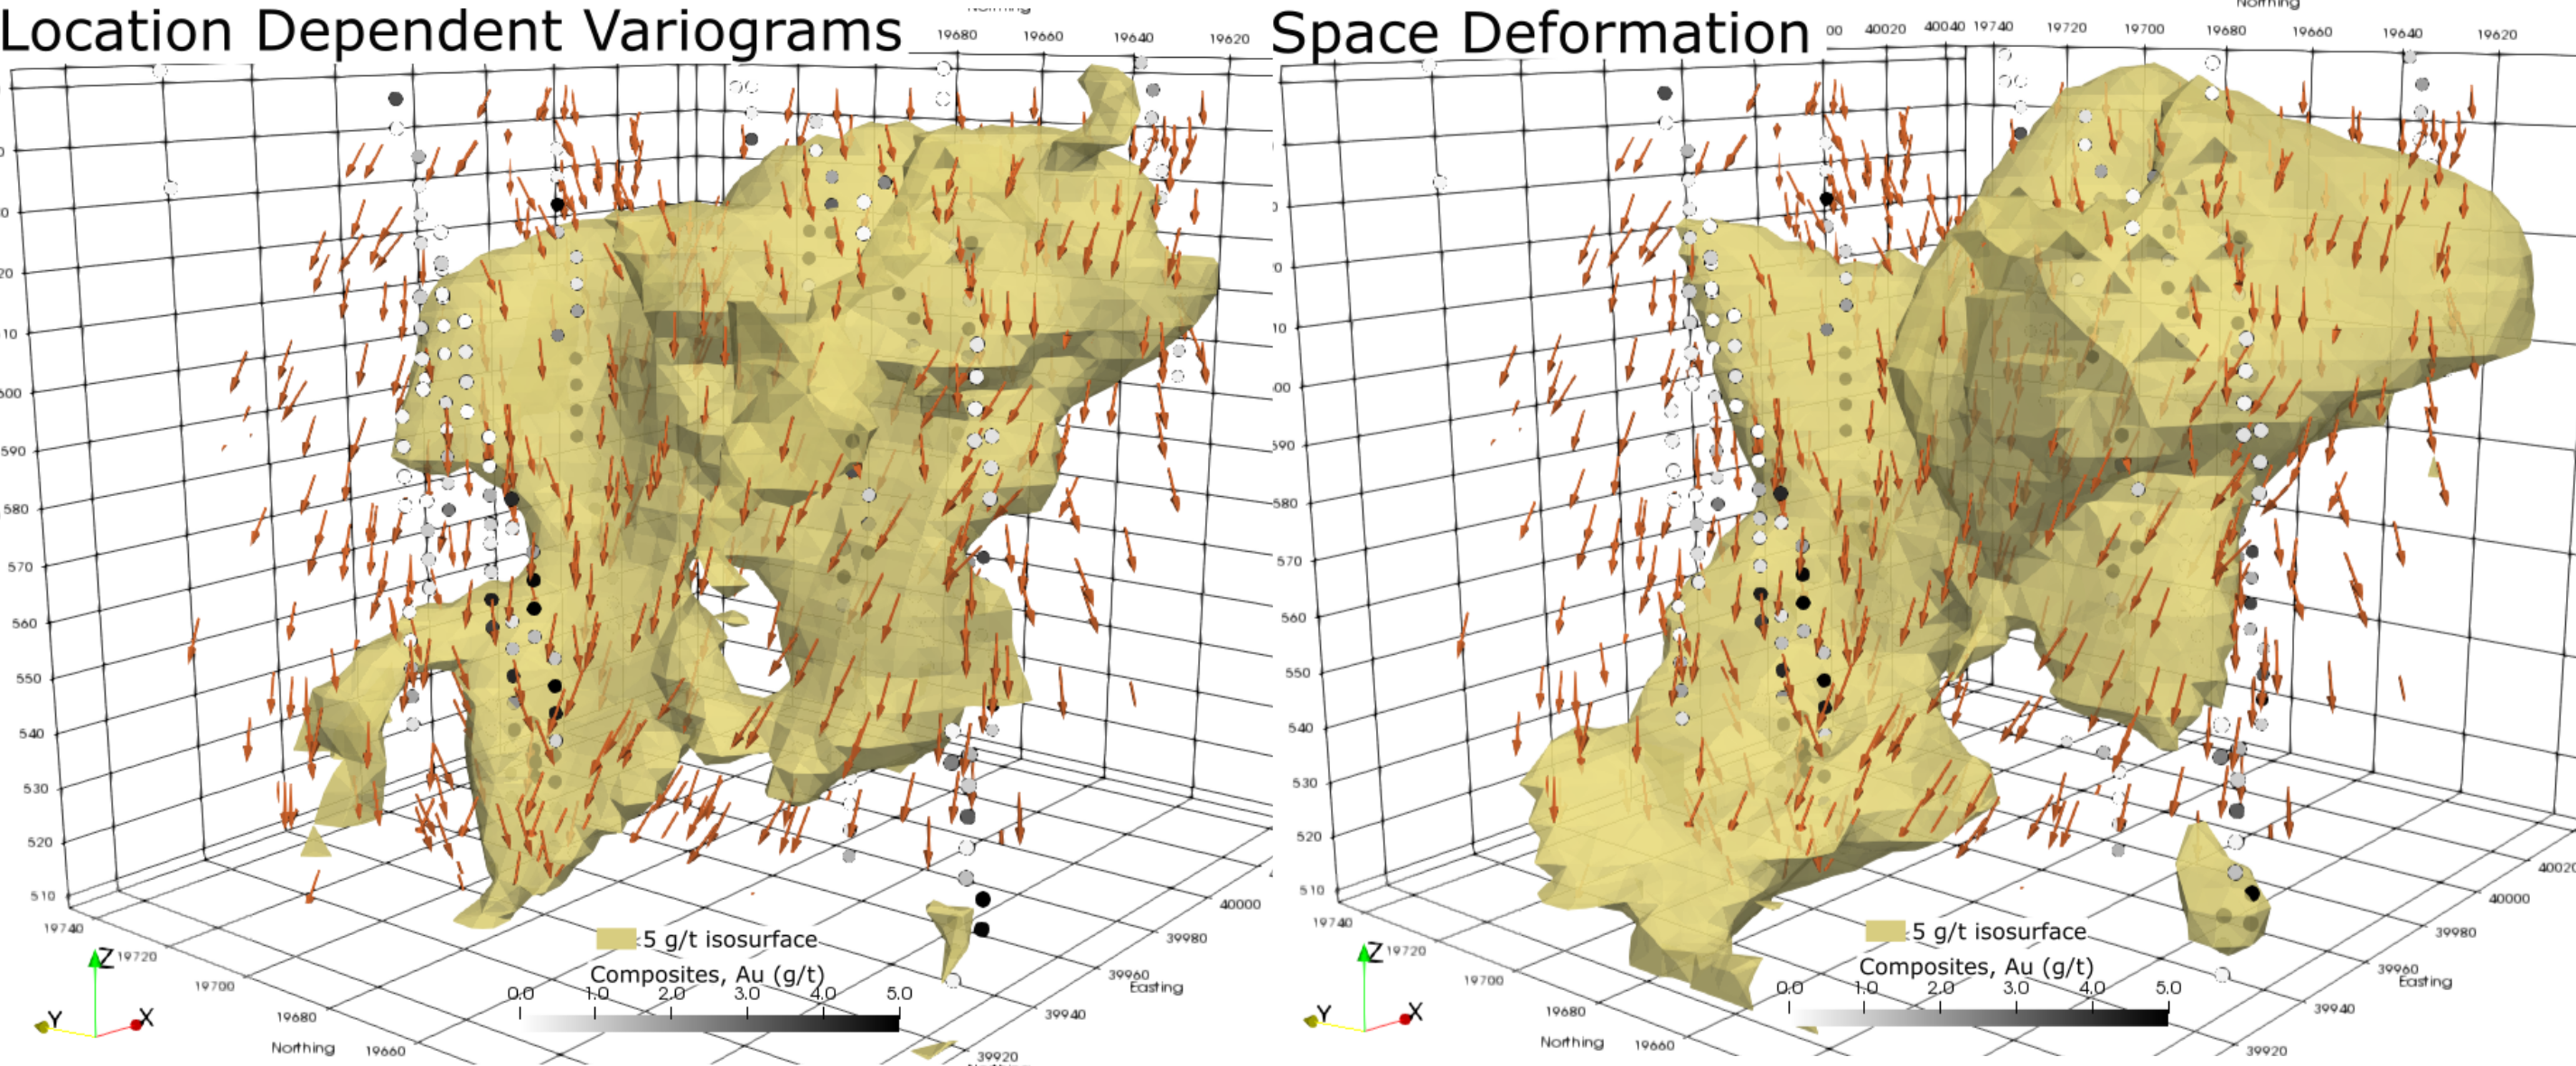 Location Dependent Variograms
Northing
19680
19660
19640
19620
20
10
600
590
580
570
560
550
540
530
520
510
19740
19720
19700
19680
Northing
19660
40000
39980
39960
Easting
39940
39920
Z
Y
X
5 g/t isosurface
Composites, Au (g/t)
0.0 1.0 2.0 3.0 4.0 5.0
Space Deformation
Northing
00 40020 40040 19740 19720 19700 19680 19660 19640 19620
0
10
00
590
580
570
560
550
540
530
520
510
19740
19720
19700
19680
Northing
19660
40020
40000
39980
39960
Easting
39940
39920
Z
Y
X
5 g/t isosurface
Composites, Au (g/t)
0.0 1.0 2.0 3.0 4.0 5.0